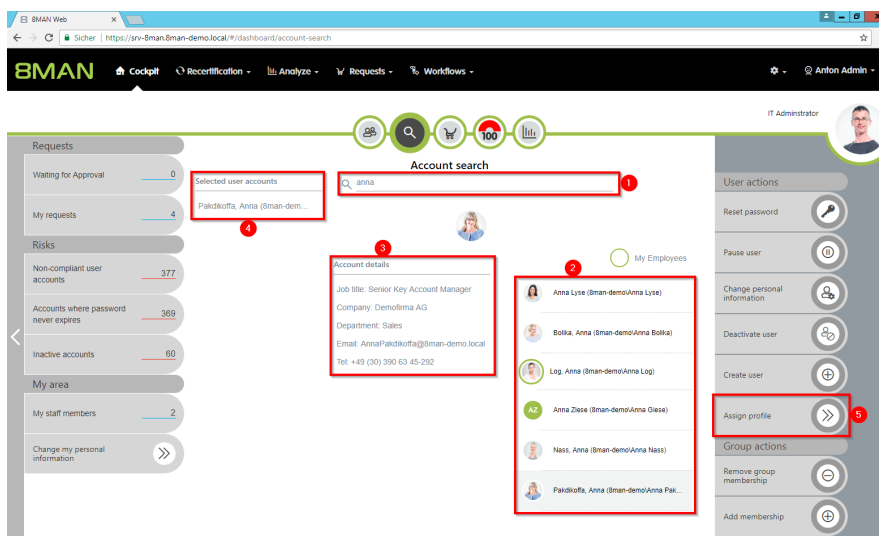 8MAN Web
Sicher | https://srv-8man.8man-demo.local/#/dashboard/account-search
8MAN Cockpit Recertification Analyze Requests Workflows Anton Admin
IT Adminstrator
100
Requests
Waiting for Approval 0
My requests 4
Risks
Non-compliant user
accounts
377
Accounts where password
never expires
369
Inactive accounts 60
My area
My staff members 2
Change my personal
information
Selected user accounts
Pakdikoffa, Anna (8man-dem...
4
Account search
anna
1
3
Account details
Job title: Senior Key Account Manager
Company: Demofirma AG
Department: Sales
Email: AnnaPakdikoffa@8man-demo.local
Tel: +49 (30) 390 63 45-292
My Employees
2
Anna Lyse (8man-demo\Anna Lyse)
Bolika, Anna (8man-demo\Anna Bolika)
Log, Anna (8man-demo\Anna Log)
AZ Anna Ziese (8man-demo\Anna Giese)
Nass, Anna (8man-demo\Anna Nass)
Pakdikoffa, Anna (8man-demo\Anna Pak...
User actions
Reset password
Pause user
Change personal
information
Deactivate user
Create user
Assign profile
5
Group actions
Remove group
membership
Add membership